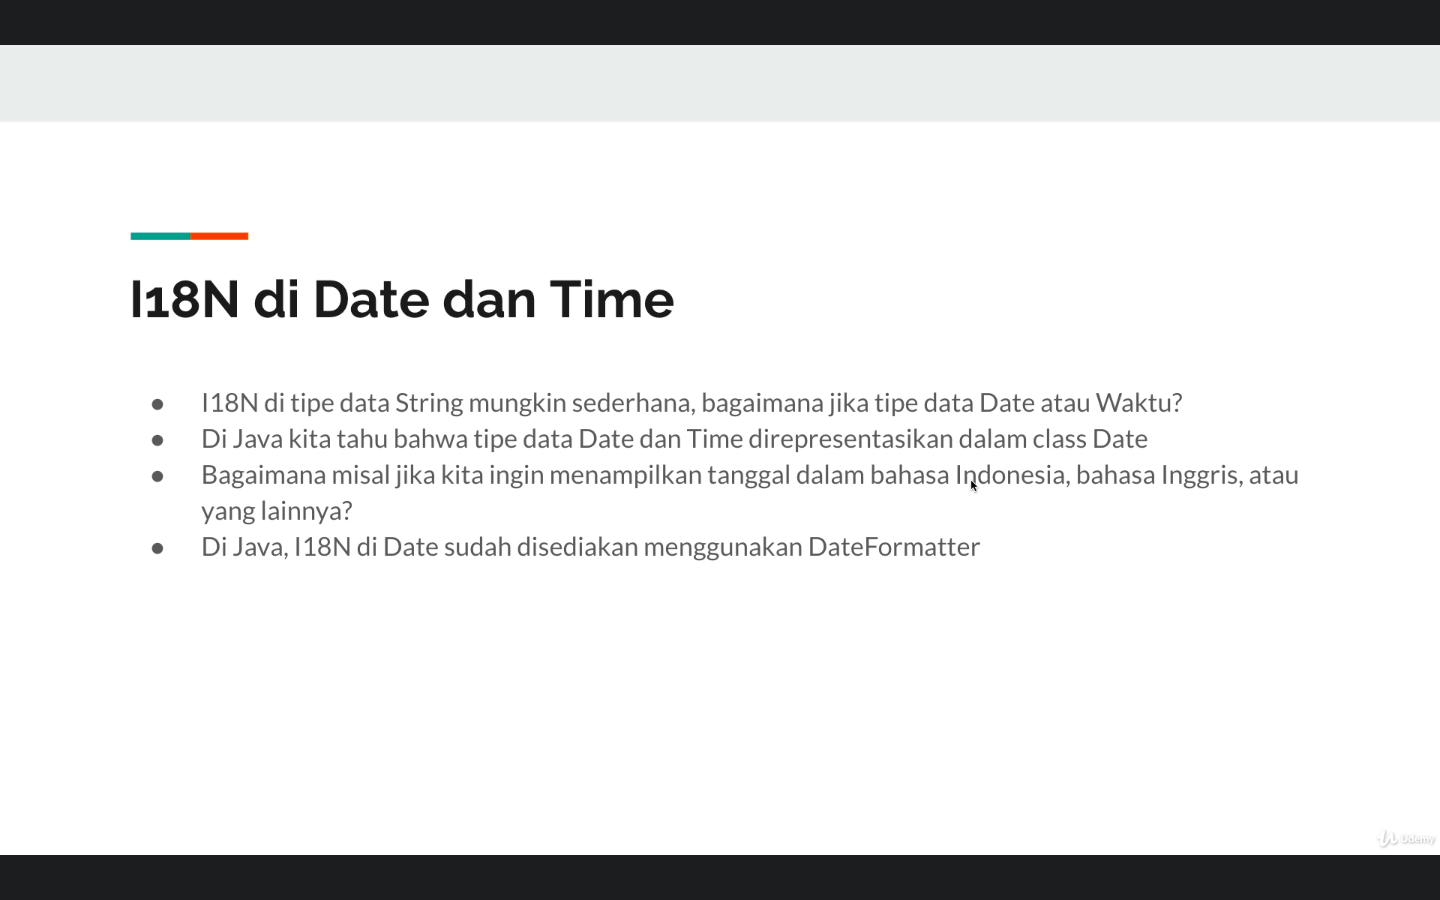 I18N di Date dan Time
● I18N di tipe data String mungkin sederhana, bagaimana jika tipe data Date atau Waktu?
● Di Java kita tahu bahwa tipe data Date dan Time direpresentasikan dalam class Date
● Bagaimana misal jika kita ingin menampilkan tanggal dalam bahasa Indonesia, bahasa Inggris, atau
yang lainnya?
● Di Java, I18N di Date sudah disediakan menggunakan DateFormatter
Udemy